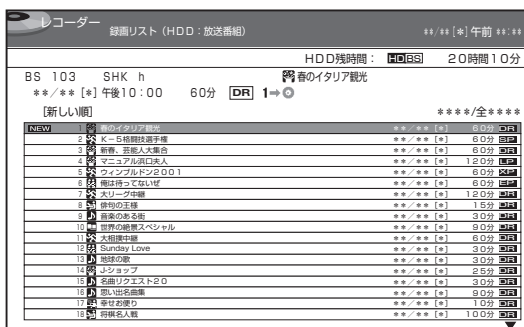 レコーダー
録画リスト（HDD：放送番組）
**/**[*]午前 **:**
HDD残時間： HD[BS] 20時間10分
BS 103 SHK h 春のイタリア観光
**/** [*] 午後10：00 60分 DR 1⇒
[新しい順] ****/全****
NEW 1 春のイタリア観光 **/** [*] 60分 DR
2 K－5格闘技選手権 **/** [*] 60分 SP
3 新春、芸能人大集合 **/** [*] 60分 DR
4 マニュアル浜口夫人 **/** [*] 120分 LP
5 ウィンブルドン2001 **/** [*] 60分 XP
6 俺は待ってないぜ **/** [*] 60分 EP
7 大リーグ中継 **/** [*] 120分 DR
8 俳句の王様 **/** [*] 15分 DR
9 音楽のある街 **/** [*] 30分 DR
10 世界の絶景スペシャル **/** [*] 90分 DR
11 大相撲中継 **/** [*] 60分 DR
12 Sunday Love **/** [*] 30分 DR
13 地球の歌 **/** [*] 30分 DR
14 J-ショップ **/** [*] 25分 DR
15 名曲リクエスト20 **/** [*] 30分 DR
16 思い出名曲集 **/** [*] 90分 DR
17 幸せお便り **/** [*] 10分 DR
18 将棋名人戦 **/** [*] 100分 DR